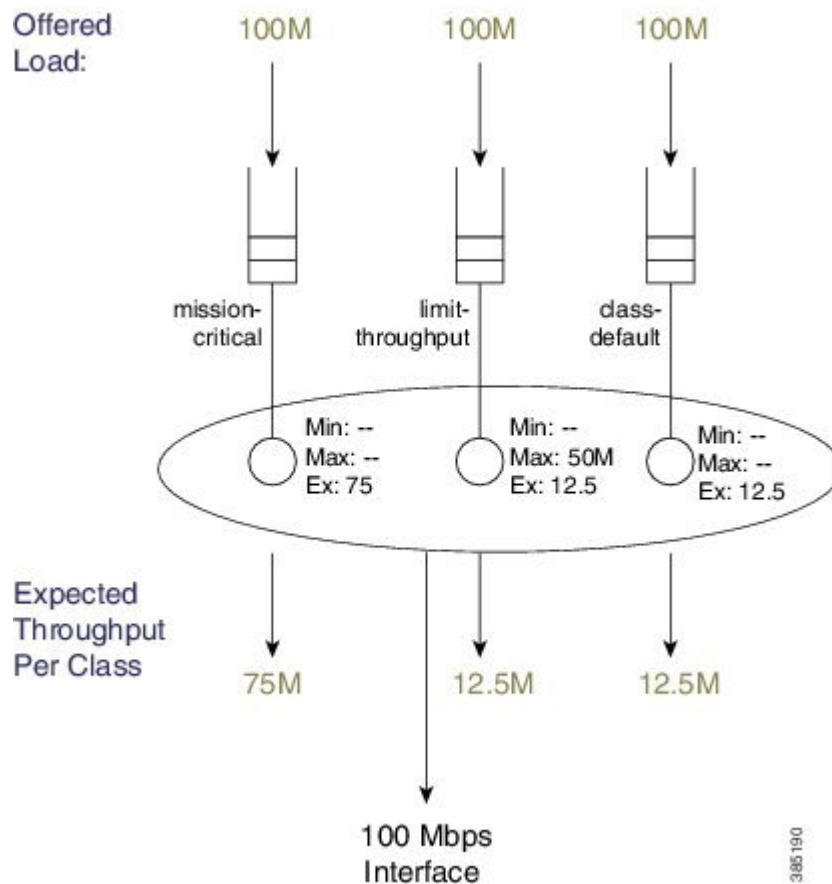 Offered
Load:
100M
100M
100M
mission-
critical
limit-
throughput
class-
default
Min: --
Max: --
Ex: 75
Min: --
Max: 50M
Ex: 12.5
Min: --
Max: --
Ex: 12.5
Expected
Throughput
Per Class
75M
12.5M
12.5M
100 Mbps
Interface
385190